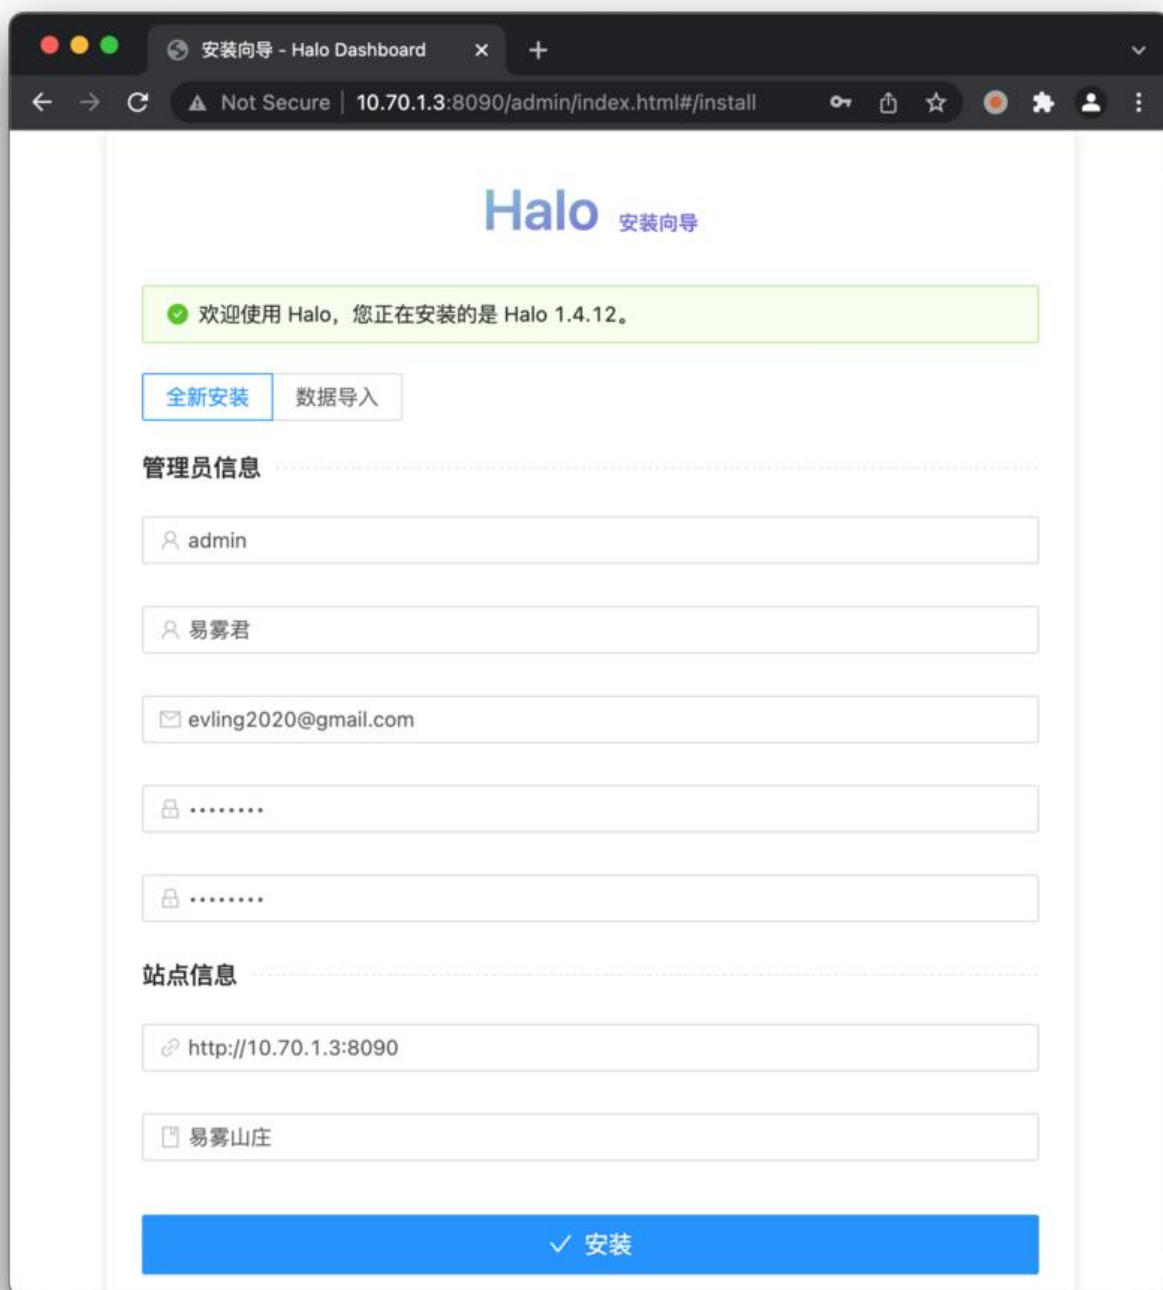 安装向导 - Halo Dashboard
Not Secure | 10.70.1.3:8090/admin/index.html#/install
Halo 安装向导
欢迎使用 Halo，您正在安装的是 Halo 1.4.12。
全新安装 数据导入
管理员信息
admin
易雾君
evling2020@gmail.com
••••••••
••••••••
站点信息
http://10.70.1.3:8090
易雾山庄
安装